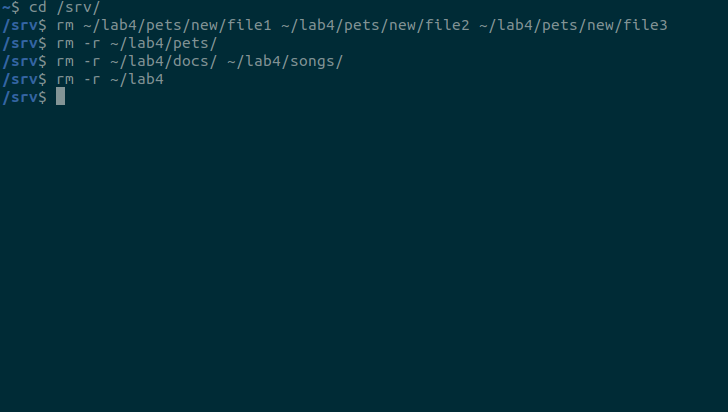 ~$ cd /srv/
/srv$ rm ~/lab4/pets/new/file1 ~/lab4/pets/new/file2 ~/lab4/pets/new/file3
/srv$ rm -r ~/lab4/pets/
/srv$ rm -r ~/lab4/docs/ ~/lab4/songs/
/srv$ rm -r ~/lab4
/srv$